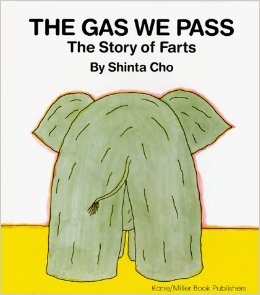 THE GAS WE PASS
The Story of Farts
By Shinta Cho
Kane/Miller Book Publishers